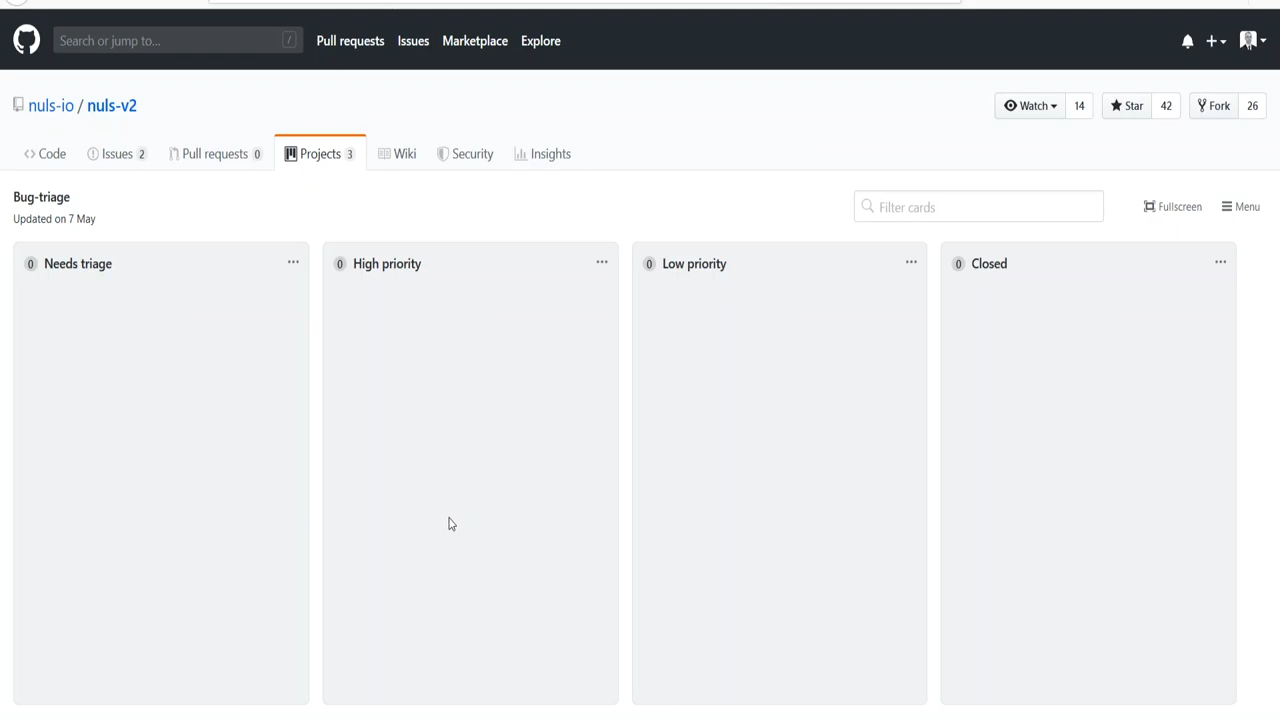 Search or jump to... / Pull requests Issues Marketplace Explore
nuls-io / nuls-v2 Watch 14 Star 42 Fork 26
Code Issues 2 Pull requests 0 Projects 3 Wiki Security Insights
Bug-triage
Updated on 7 May
Filter cards Fullscreen Menu
0 Needs triage ... 0 High priority ... 0 Low priority ... 0 Closed ...